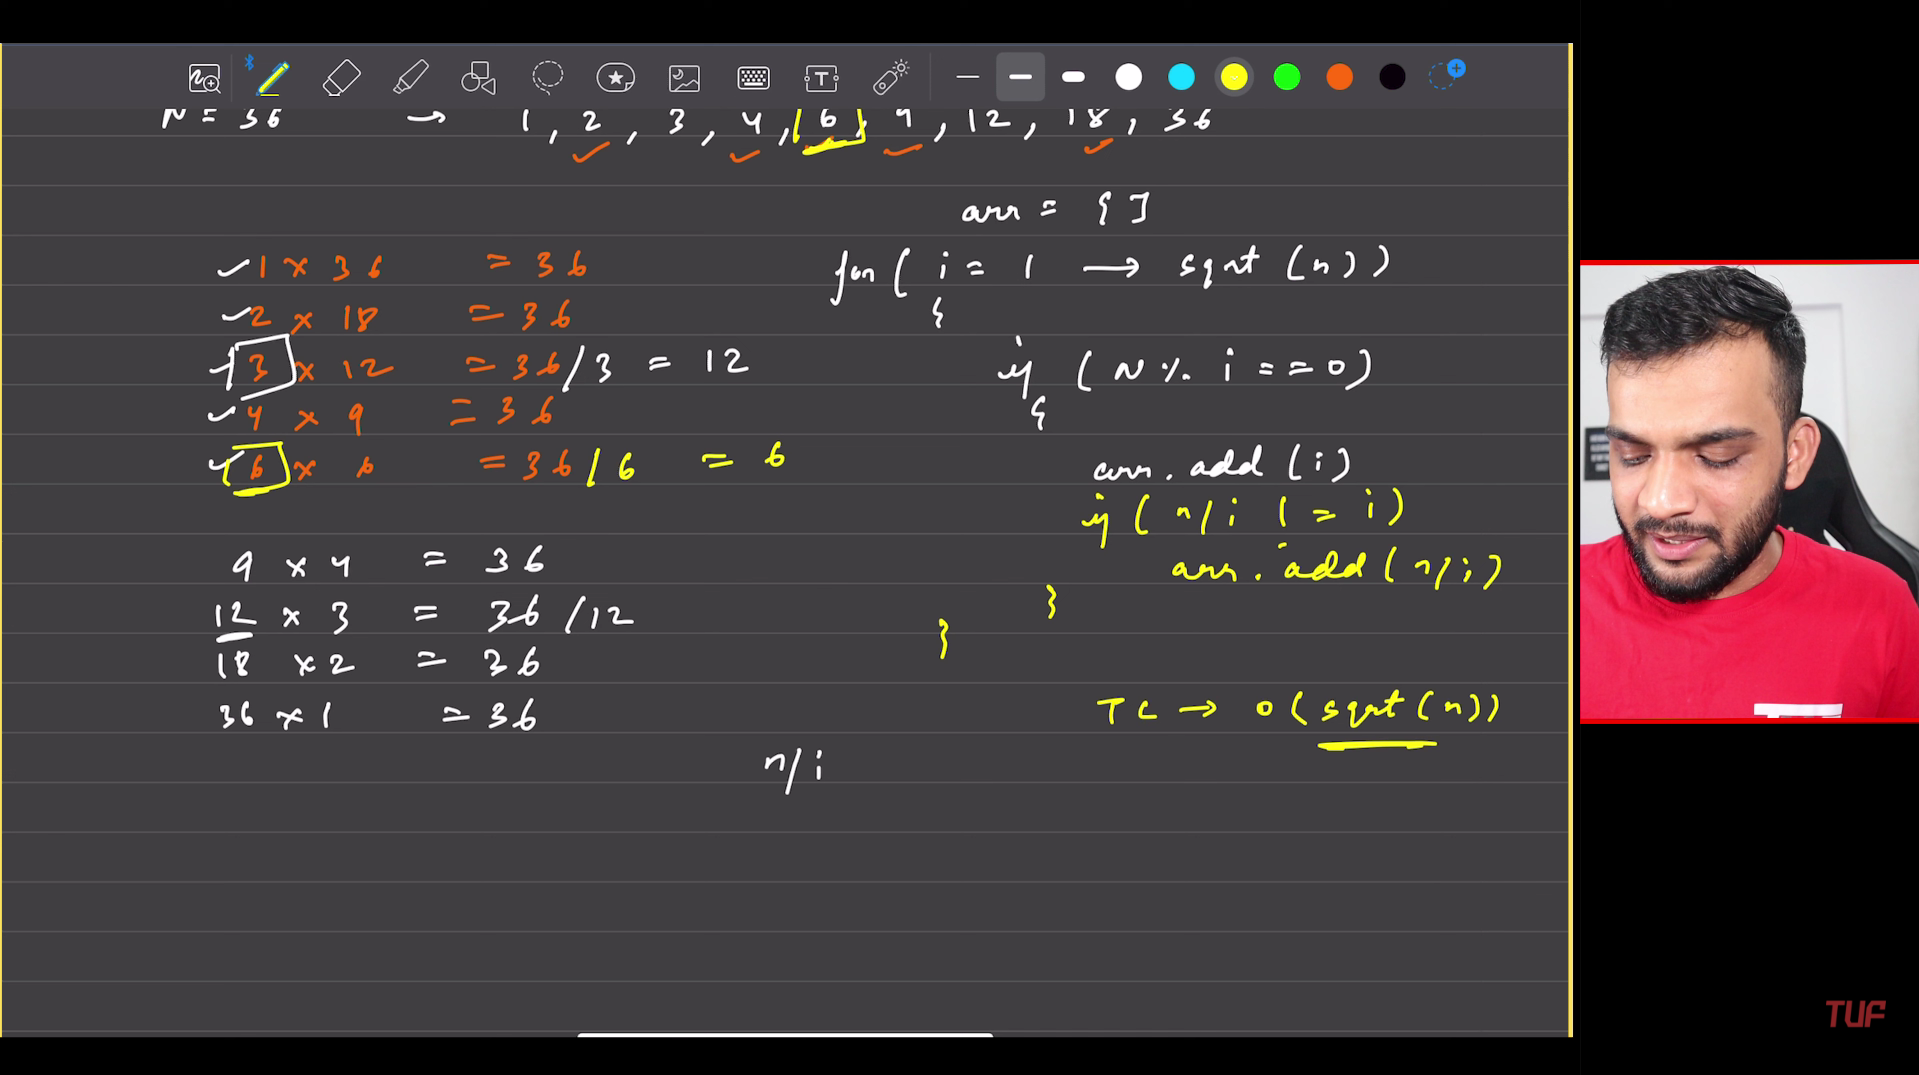 N = 36 → 1, 2, 3, 4, 6, 9, 12, 18, 36
arr = { ]
1 × 36 = 36
2 × 18 = 36
3 × 12 = 36/3 = 12
4 × 9 = 36
6 × 6 = 36/6 = 6
9 × 4 = 36
12 × 3 = 36 /12
18 × 2 = 36
36 × 1 = 36
n/i
for( i = 1 → sqrt (n))
{
if ( N % i == 0)
{
arr.add (i)
if ( n/i != i)
arr.add( n/i)
}
}
TC → O( sqrt(n))
T
TUF